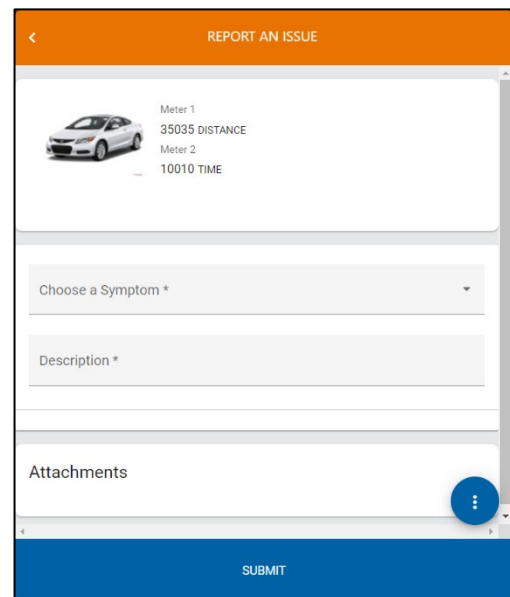 REPORT AN ISSUE
Meter 1
35035 DISTANCE
Meter 2
10010 TIME
Choose a Symptom *
Description *
Attachments
SUBMIT